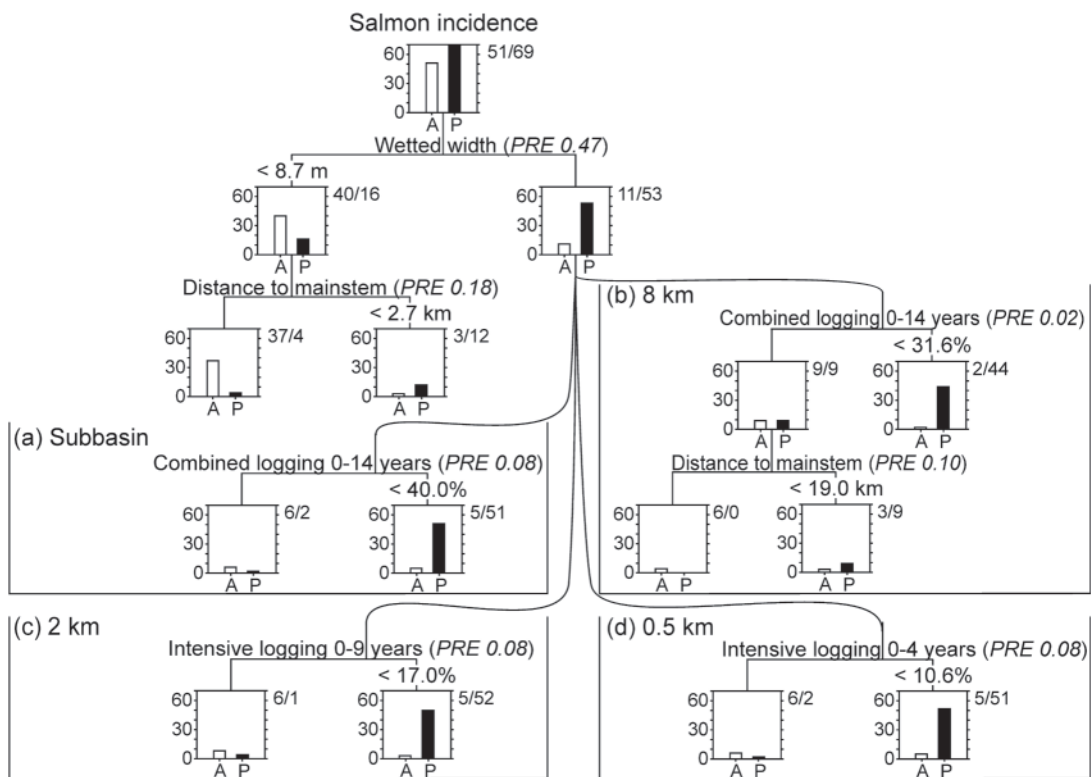 Salmon incidence
60
30
0
51/69
A P
Wetted width (PRE 0.47)
< 8.7 m
60
30
0
40/16
A P
60
30
0
11/53
A P
Distance to mainstem (PRE 0.18)
60
30
0
37/4
A P
< 2.7 km
60
30
0
3/12
A P
(a) Subbasin
Combined logging 0-14 years (PRE 0.08)
60
30
0
6/2
A P
< 40.0%
60
30
0
5/51
A P
(b) 8 km
Combined logging 0-14 years (PRE 0.02)
60
30
0
9/9
A P
< 31.6%
60
30
0
2/44
A P
Distance to mainstem (PRE 0.10)
60
30
0
6/0
A P
< 19.0 km
60
30
0
3/9
A P
(c) 2 km
Intensive logging 0-9 years (PRE 0.08)
60
30
0
6/1
A P
< 17.0%
60
30
0
5/52
A P
(d) 0.5 km
Intensive logging 0-4 years (PRE 0.08)
60
30
0
6/2
A P
< 10.6%
60
30
0
5/51
A P